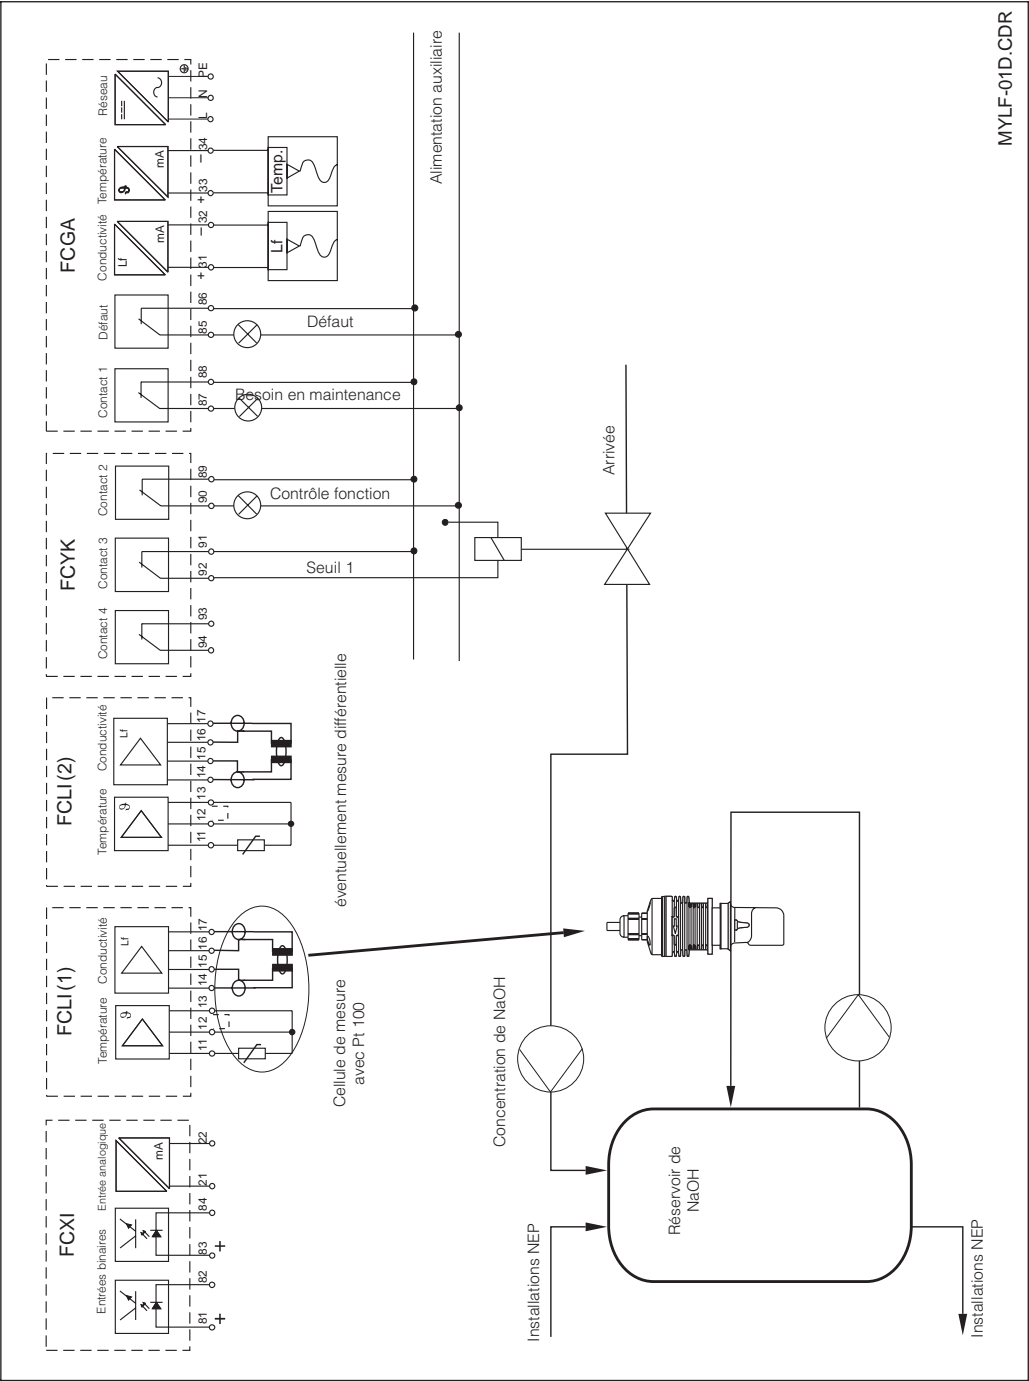 FCXI
Entrées binaires
Entrée analogique
mA
81
82
83
84
21
22
+
+
FCLI (1)
Température
Conductivité
ϑ
Lf
11
12
13
14
15
16
17
Cellule de mesure
avec Pt 100
FCLI (2)
Température
Conductivité
ϑ
Lf
11
12
13
14
15
16
17
éventuellement mesure différentielle
FCYK
Contact 4
Contact 3
Contact 2
94
93
92
91
90
89
Seuil 1
Contrôle fonction
FCGA
Contact 1
Défaut
Conductivité
Température
Réseau
Lf
mA
ϑ
mA
87
88
85
86
+ 31
– 32
+ 33
– 34
L
N
PE
Besoin en maintenance
Défaut
Lf
Temp.
Alimentation auxiliaire
Arrivée
Concentration de NaOH
Installations NEP
Réservoir de
NaOH
Installations NEP
MYLF-01D.CDR